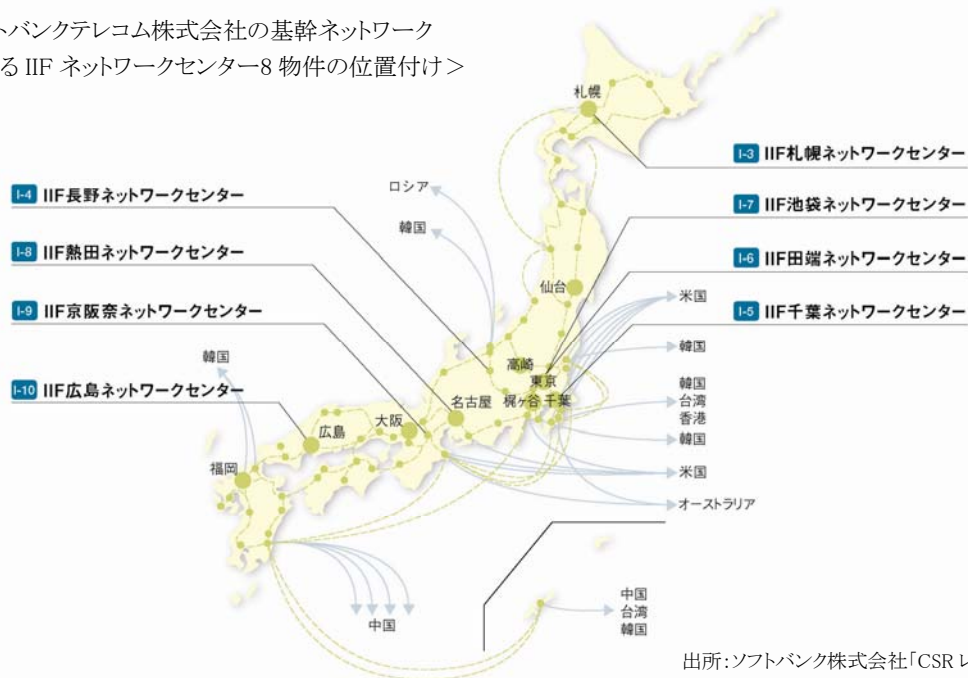 トバンクテレコム株式会社の基幹ネットワーク
る IIF ネットワークセンター8 物件の位置付け＞
札幌
I-3 IIF札幌ネットワークセンター
I-4 IIF長野ネットワークセンター
ロシア
I-7 IIF池袋ネットワークセンター
韓国
I-8 IIF熱田ネットワークセンター
I-6 IIF田端ネットワークセンター
仙台
米国
I-9 IIF京阪奈ネットワークセンター
I-5 IIF千葉ネットワークセンター
韓国
高崎
韓国
東京
I-10 IIF広島ネットワークセンター
名古屋
梶ヶ谷
千葉
韓国
台湾
香港
大阪
広島
韓国
福岡
米国
オーストラリア
中国
中国
台湾
韓国
出所：ソフトバンク株式会社「CSR レ